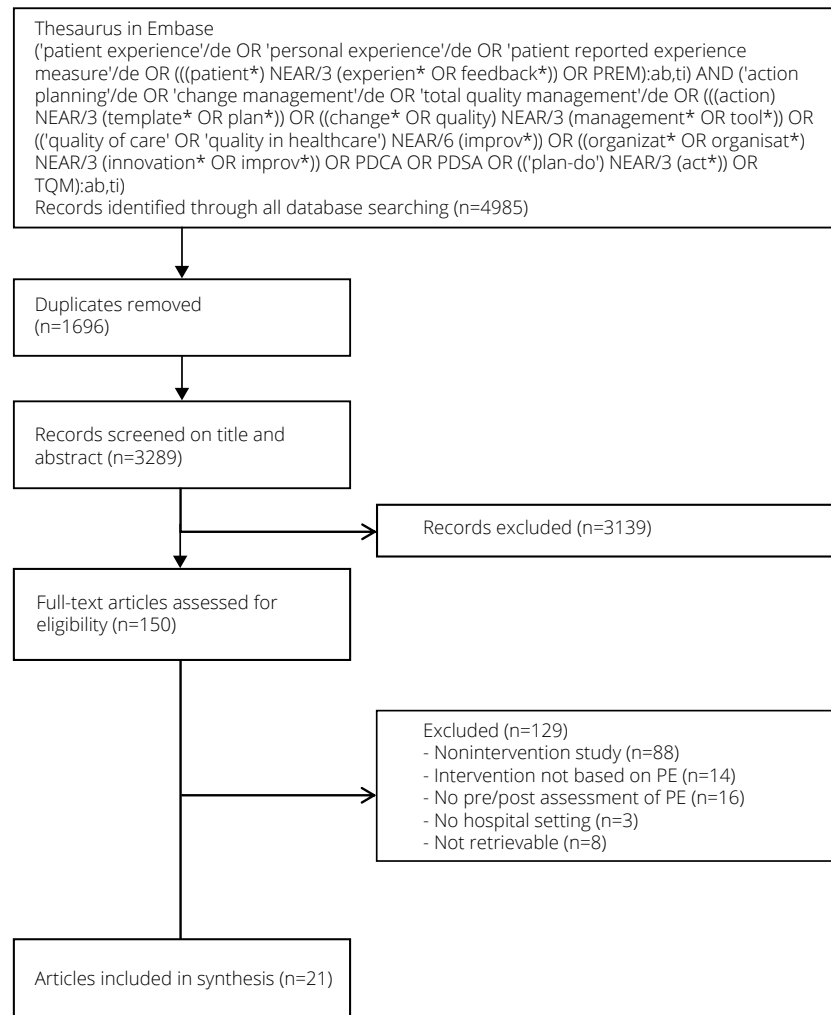 Thesaurus in Embase
('patient experience'/de OR 'personal experience'/de OR 'patient reported experience
measure'/de OR (((patient*) NEAR/3 (experien* OR feedback*)) OR PREM):ab,ti) AND ('action
planning'/de OR 'change management'/de OR 'total quality management'/de OR (((action)
NEAR/3 (template* OR plan*)) OR ((change* OR quality) NEAR/3 (management* OR tool*)) OR
(('quality of care' OR 'quality in healthcare') NEAR/6 (improv*)) OR ((organizat* OR organisat*)
NEAR/3 (innovation* OR improv*)) OR PDCA OR PDSA OR (('plan-do') NEAR/3 (act*)) OR
TQM):ab,ti)
Records identified through all database searching (n=4985)
Duplicates removed
(n=1696)
Records screened on title and
abstract (n=3289)
Records excluded (n=3139)
Full-text articles assessed for
eligibility (n=150)
Excluded (n=129)
- Nonintervention study (n=88)
- Intervention not based on PE (n=14)
- No pre/post assessment of PE (n=16)
- No hospital setting (n=3)
- Not retrievable (n=8)
Articles included in synthesis (n=21)